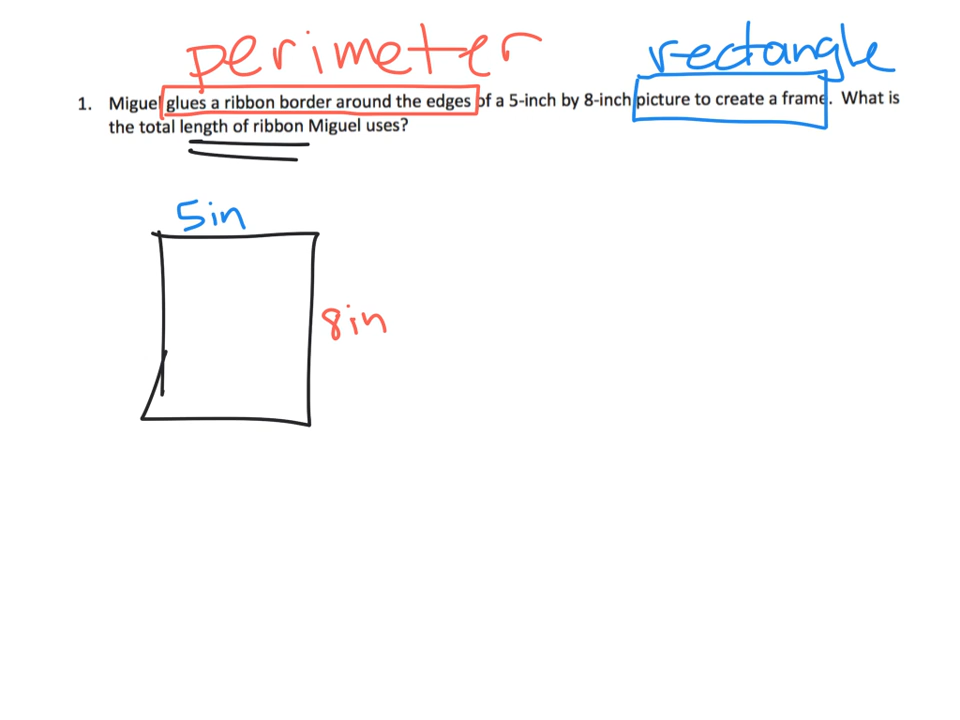 perimeter rectangle
1. Miguel glues a ribbon border around the edges of a 5-inch by 8-inch picture to create a frame. What is
the total length of ribbon Miguel uses?
5in
8in